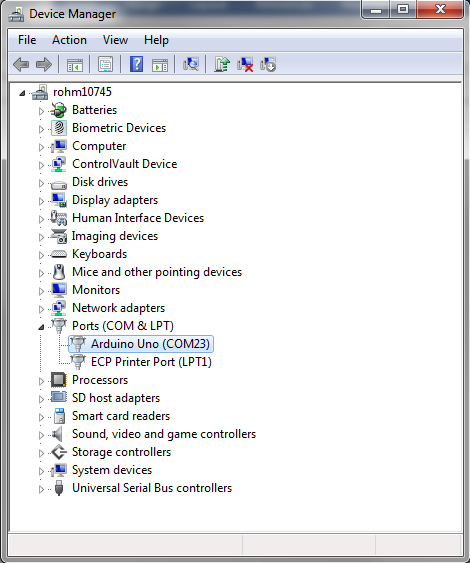 Device Manager
File Action View Help
rohm10745
Batteries
Biometric Devices
Computer
ControlVault Device
Disk drives
Display adapters
Human Interface Devices
Imaging devices
Keyboards
Mice and other pointing devices
Monitors
Network adapters
Ports (COM & LPT)
Arduino Uno (COM23)
ECP Printer Port (LPT1)
Processors
SD host adapters
Smart card readers
Sound, video and game controllers
Storage controllers
System devices
Universal Serial Bus controllers